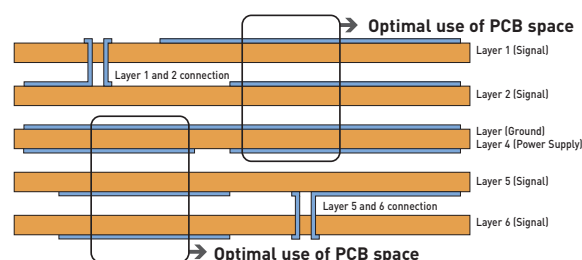 Optimal use of PCB space
Layer 1 (Signal)
Layer 1 and 2 connection
Layer 2 (Signal)
Layer (Ground)
Layer 4 (Power Supply)
Layer 5 (Signal)
Layer 5 and 6 connection
Layer 6 (Signal)
Optimal use of PCB space